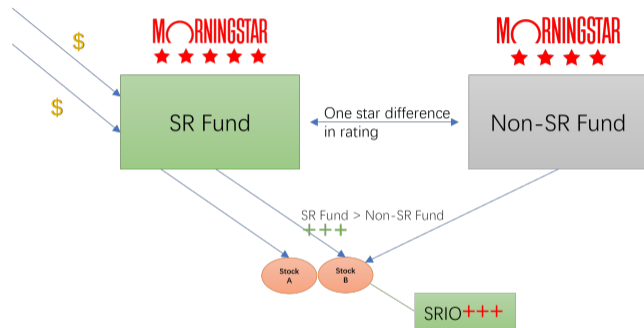 MORNINGSTAR
MORNINGSTAR
$
$
SR Fund
One star difference
in rating
Non-SR Fund
SR Fund > Non-SR Fund
+++
Stock
A
Stock
B
SRIO+++